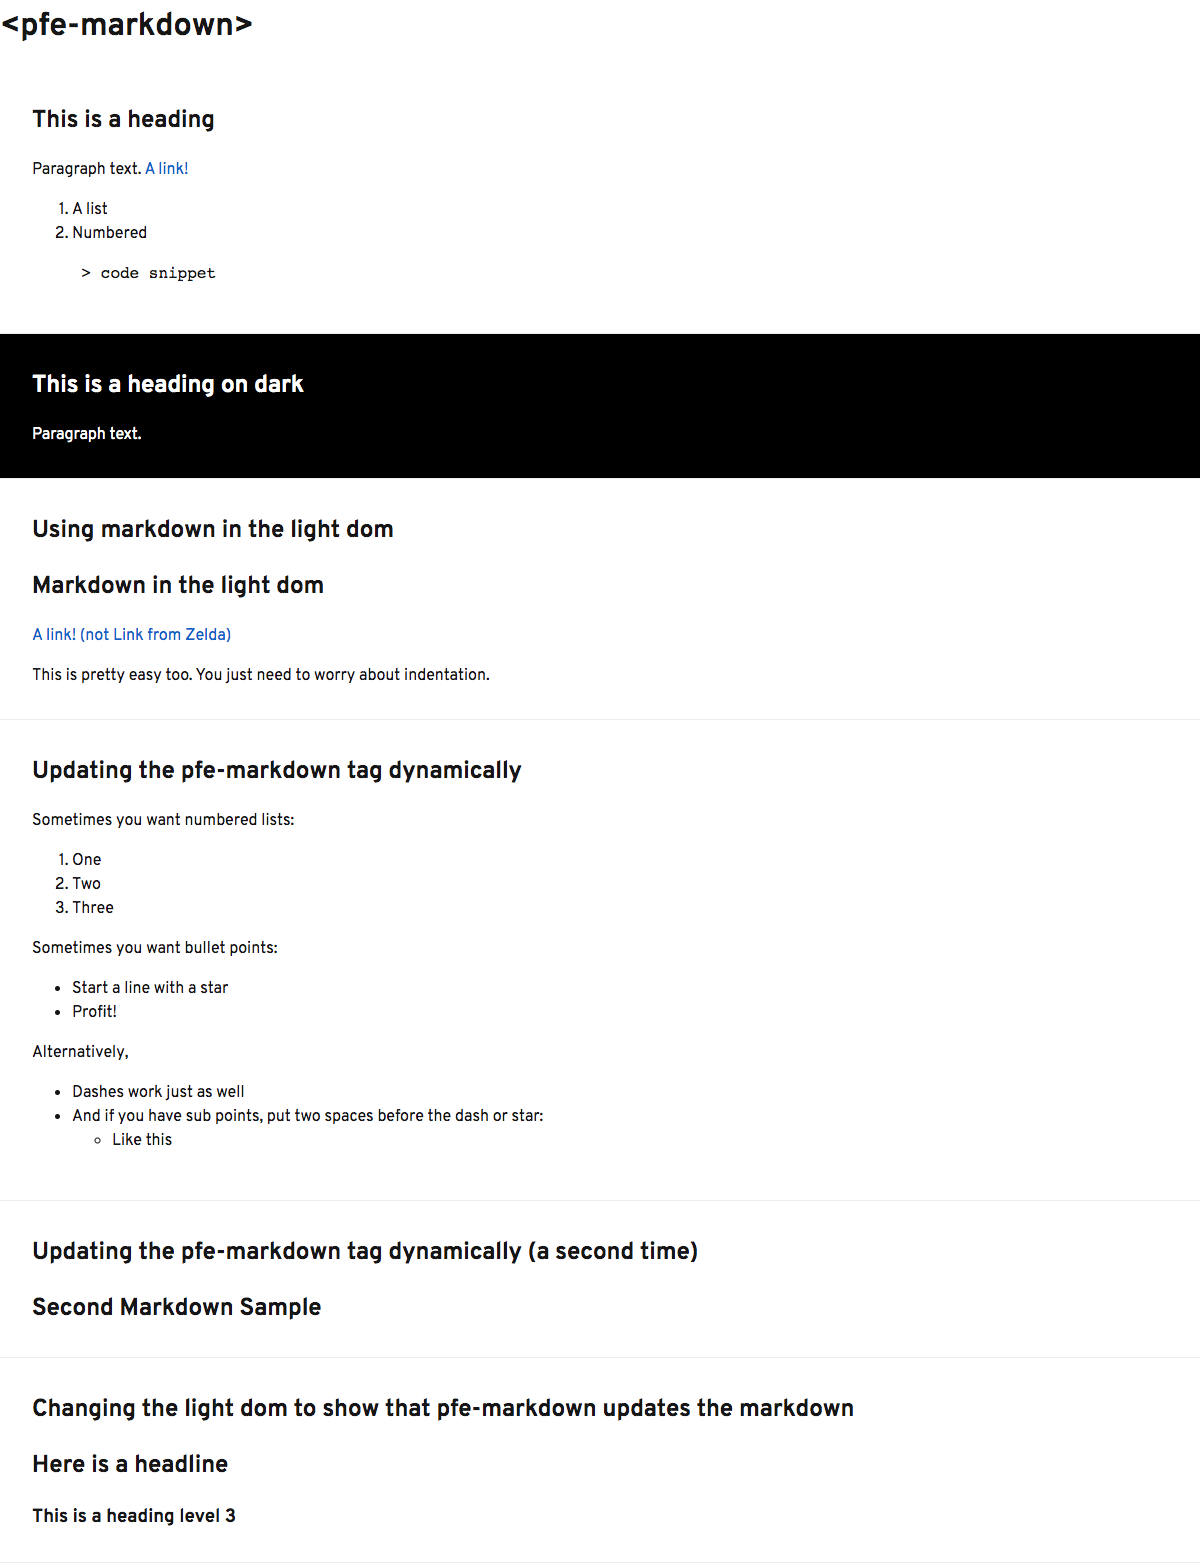 <pfe-markdown>
This is a heading
Paragraph text. A link!
1. A list
2. Numbered
> code snippet
This is a heading on dark
Paragraph text.
Using markdown in the light dom
Markdown in the light dom
A link! (not Link from Zelda)
This is pretty easy too. You just need to worry about indentation.
Updating the pfe-markdown tag dynamically
Sometimes you want numbered lists:
1. One
2. Two
3. Three
Sometimes you want bullet points:
• Start a line with a star
• Profit!
Alternatively,
• Dashes work just as well
• And if you have sub points, put two spaces before the dash or star:
◦ Like this
Updating the pfe-markdown tag dynamically (a second time)
Second Markdown Sample
Changing the light dom to show that pfe-markdown updates the markdown
Here is a headline
This is a heading level 3